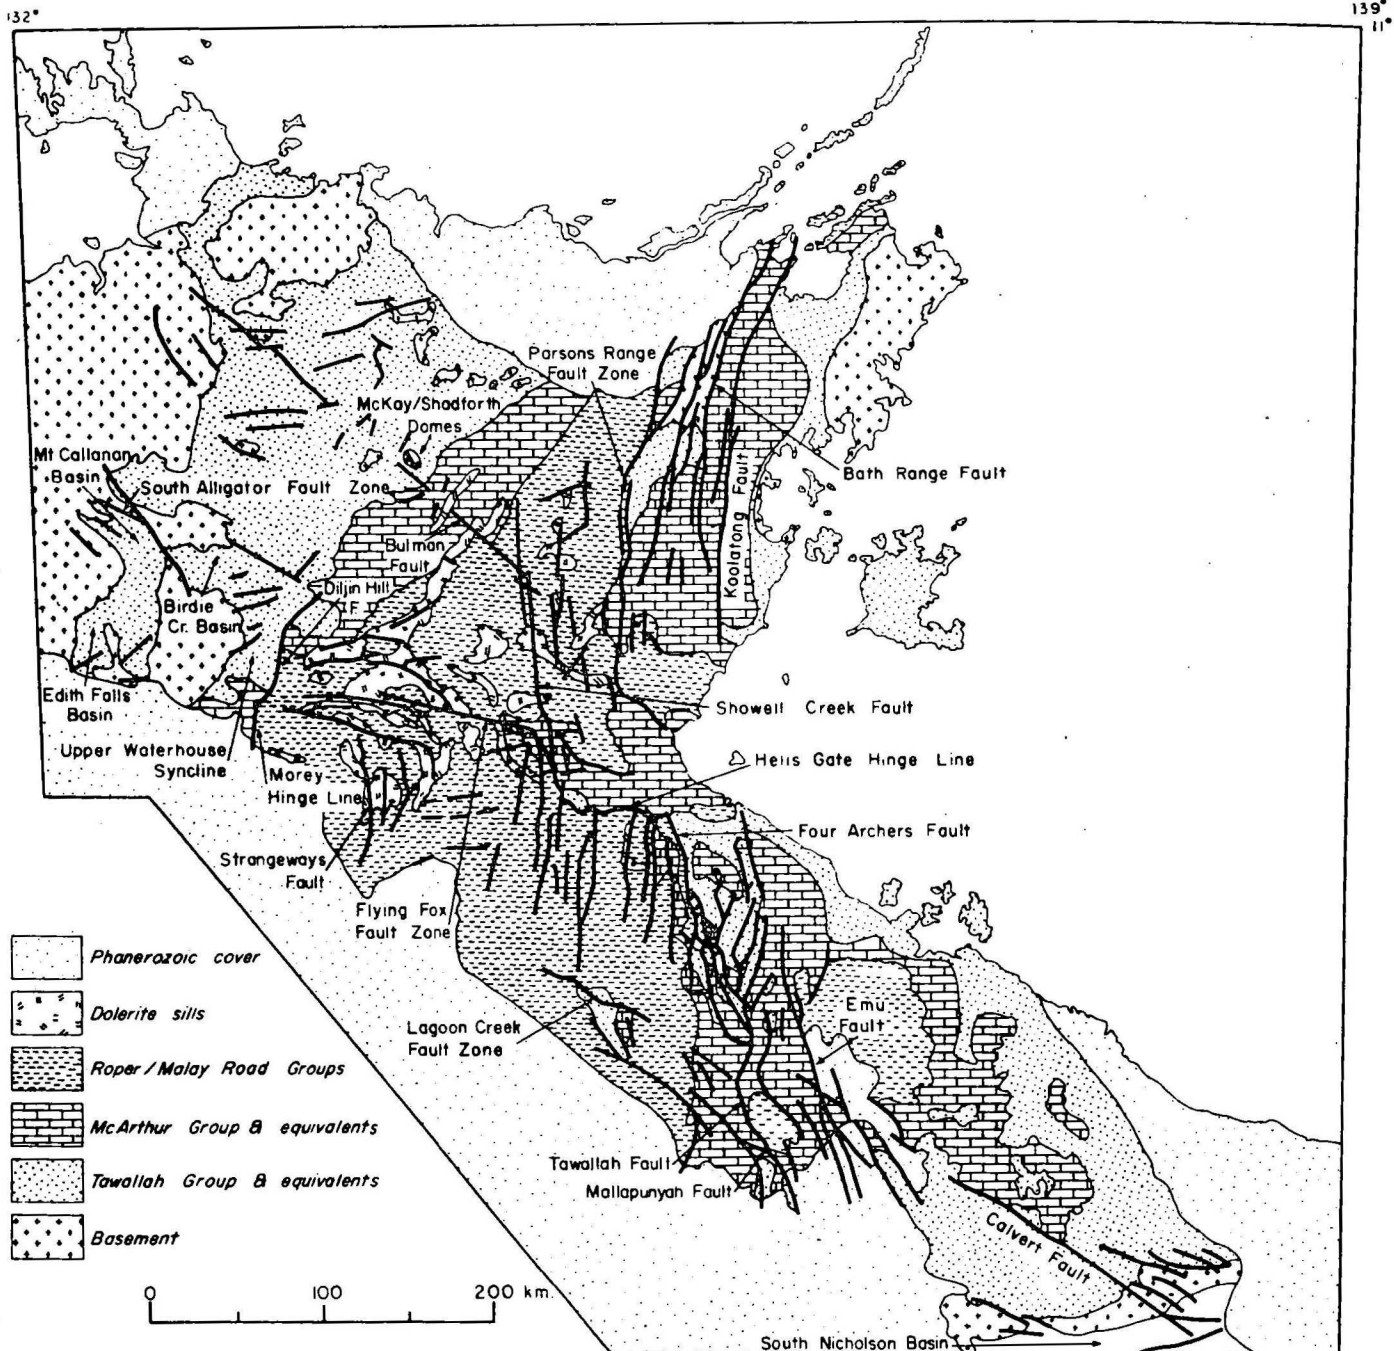 132°
139°
11°
Parsons Range
Fault Zone
McKay/Shadforth
Domes
Mt Callanan
Basin
South Alligator Fault Zone
Bath Range Fault
Koolatong Fault
Bulman
Fault
Diljin Hill
Birdie
Cr. Basin
Edith Falls
Basin
Showell Creek Fault
Upper Waterhouse
Syncline
Morey
Hinge Line
Hells Gate Hinge Line
Four Archers Fault
Strangeways
Fault
Flying Fox
Fault Zone
Emu
Fault
Lagoon Creek
Fault Zone
Tawallah Fault
Mallapunyah Fault
Calvert Fault
South Nicholson Basin
Phanerozoic cover
Dolerite sills
Roper/Malay Road Groups
McArthur Group & equivalents
Tawallah Group & equivalents
Basement
0 100 200 km.